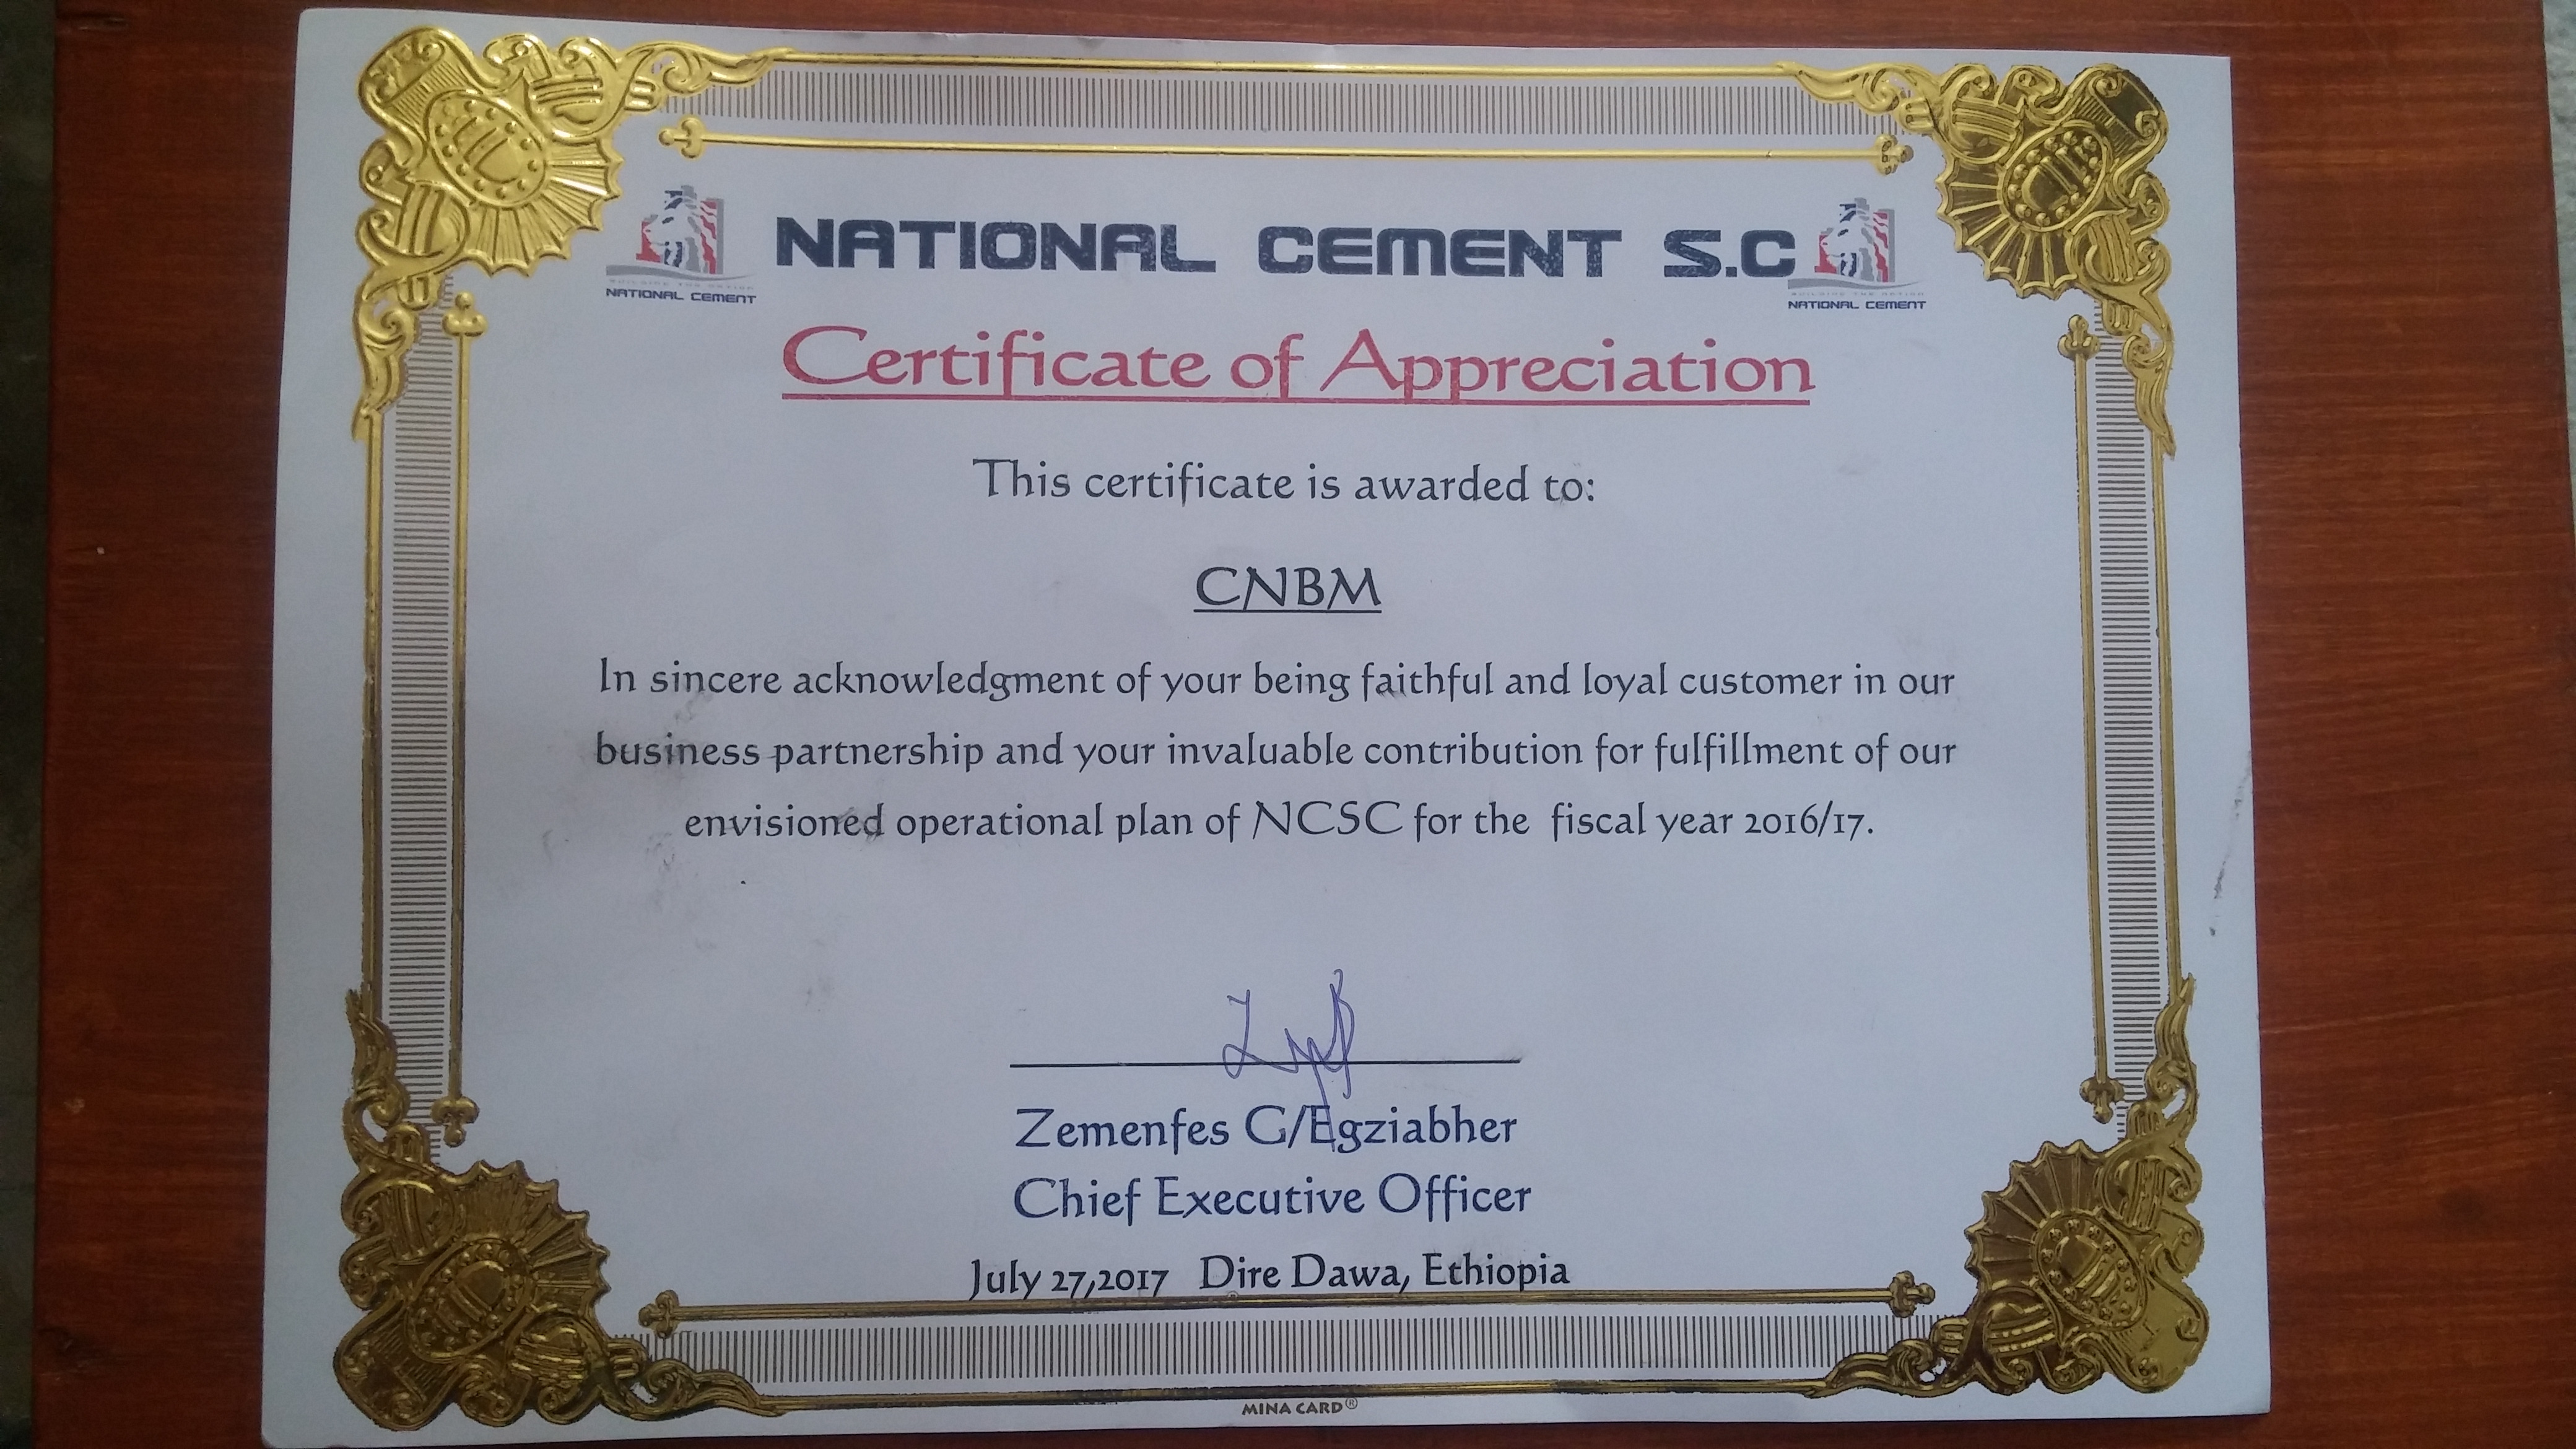 NATIONAL CEMENT S.C
NATIONAL CEMENT
NATIONAL CEMENT
Certificate of Appreciation
This certificate is awarded to:
CNBM
In sincere acknowledgment of your being faithful and loyal customer in our
business partnership and your invaluable contribution for fulfillment of our
envisioned operational plan of NCSC for the fiscal year 2016/17.
Zemenfes G/Egziabher
Chief Executive Officer
July 27,2017 Dire Dawa, Ethiopia
MINA CARD®